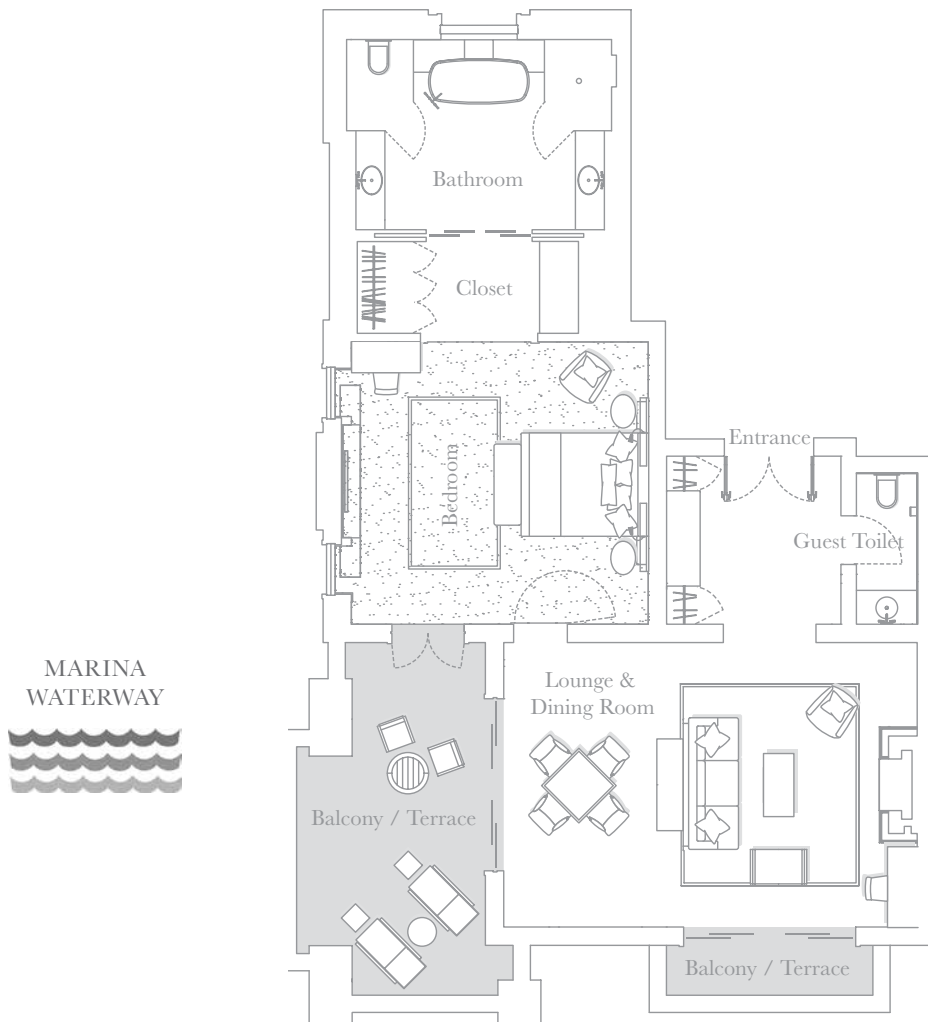 Bathroom
Closet
Bedroom
Entrance
Guest Toilet
MARINA
WATERWAY
Lounge &
Dining Room
Balcony / Terrace
Balcony / Terrace